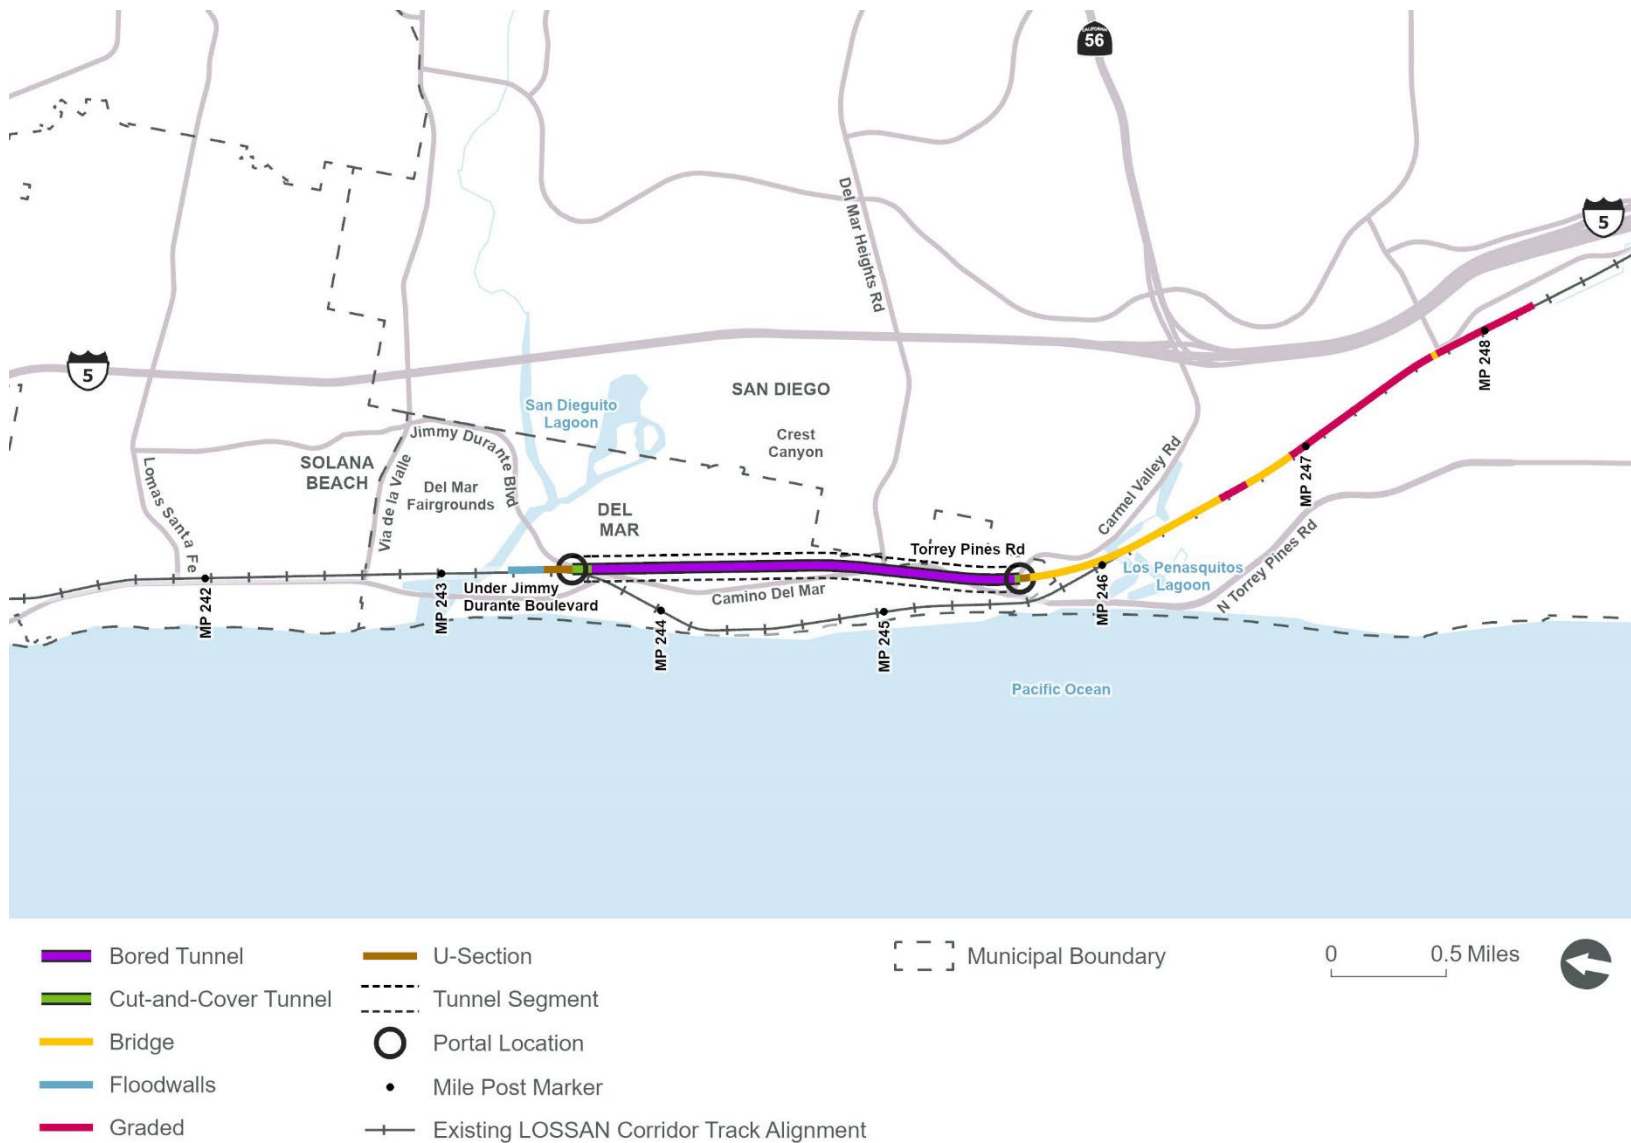 CALIFORNIA
56
5
5
Del Mar Heights Rd
MP 248
San Dieguito
Lagoon
SAN DIEGO
Crest
Canyon
Jimmy Durante Blvd
SOLANA
BEACH
Lomas Santa Fe
Via de la Valle
Del Mar
Fairgrounds
DEL
MAR
Carmel Valley Rd
MP 247
Torrey Pines Rd
Los Penasquitos
Lagoon
N Torrey Pines Rd
Under Jimmy
Durante Boulevard
Camino Del Mar
MP 242
MP 243
MP 244
MP 245
MP 246
Pacific Ocean
Bored Tunnel
Cut-and-Cover Tunnel
Bridge
Floodwalls
Graded
U-Section
Tunnel Segment
Portal Location
Mile Post Marker
Existing LOSSAN Corridor Track Alignment
Municipal Boundary
0 0.5 Miles